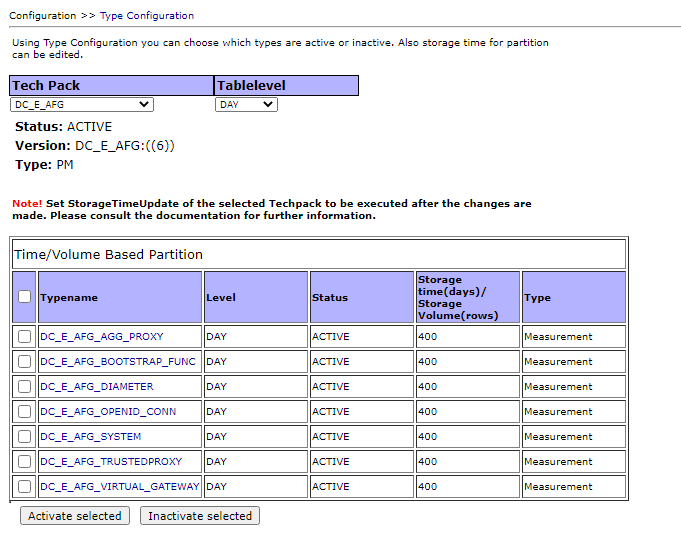 Configuration >> Type Configuration
Using Type Configuration you can choose which types are active or inactive. Also storage time for partition
can be edited.
Tech Pack Tablelevel
DC_E_AFG DAY
Status: ACTIVE
Version: DC_E_AFG:((6))
Type: PM
Note! Set StorageTimeUpdate of the selected Techpack to be executed after the changes are
made. Please consult the documentation for further information.
Time/Volume Based Partition
Typename Level Status Storage time(days)/ Storage Volume(rows) Type
DC_E_AFG_AGG_PROXY DAY ACTIVE 400 Measurement
DC_E_AFG_BOOTSTRAP_FUNC DAY ACTIVE 400 Measurement
DC_E_AFG_DIAMETER DAY ACTIVE 400 Measurement
DC_E_AFG_OPENID_CONN DAY ACTIVE 400 Measurement
DC_E_AFG_SYSTEM DAY ACTIVE 400 Measurement
DC_E_AFG_TRUSTEDPROXY DAY ACTIVE 400 Measurement
DC_E_AFG_VIRTUAL_GATEWAY DAY ACTIVE 400 Measurement
Activate selected Inactivate selected